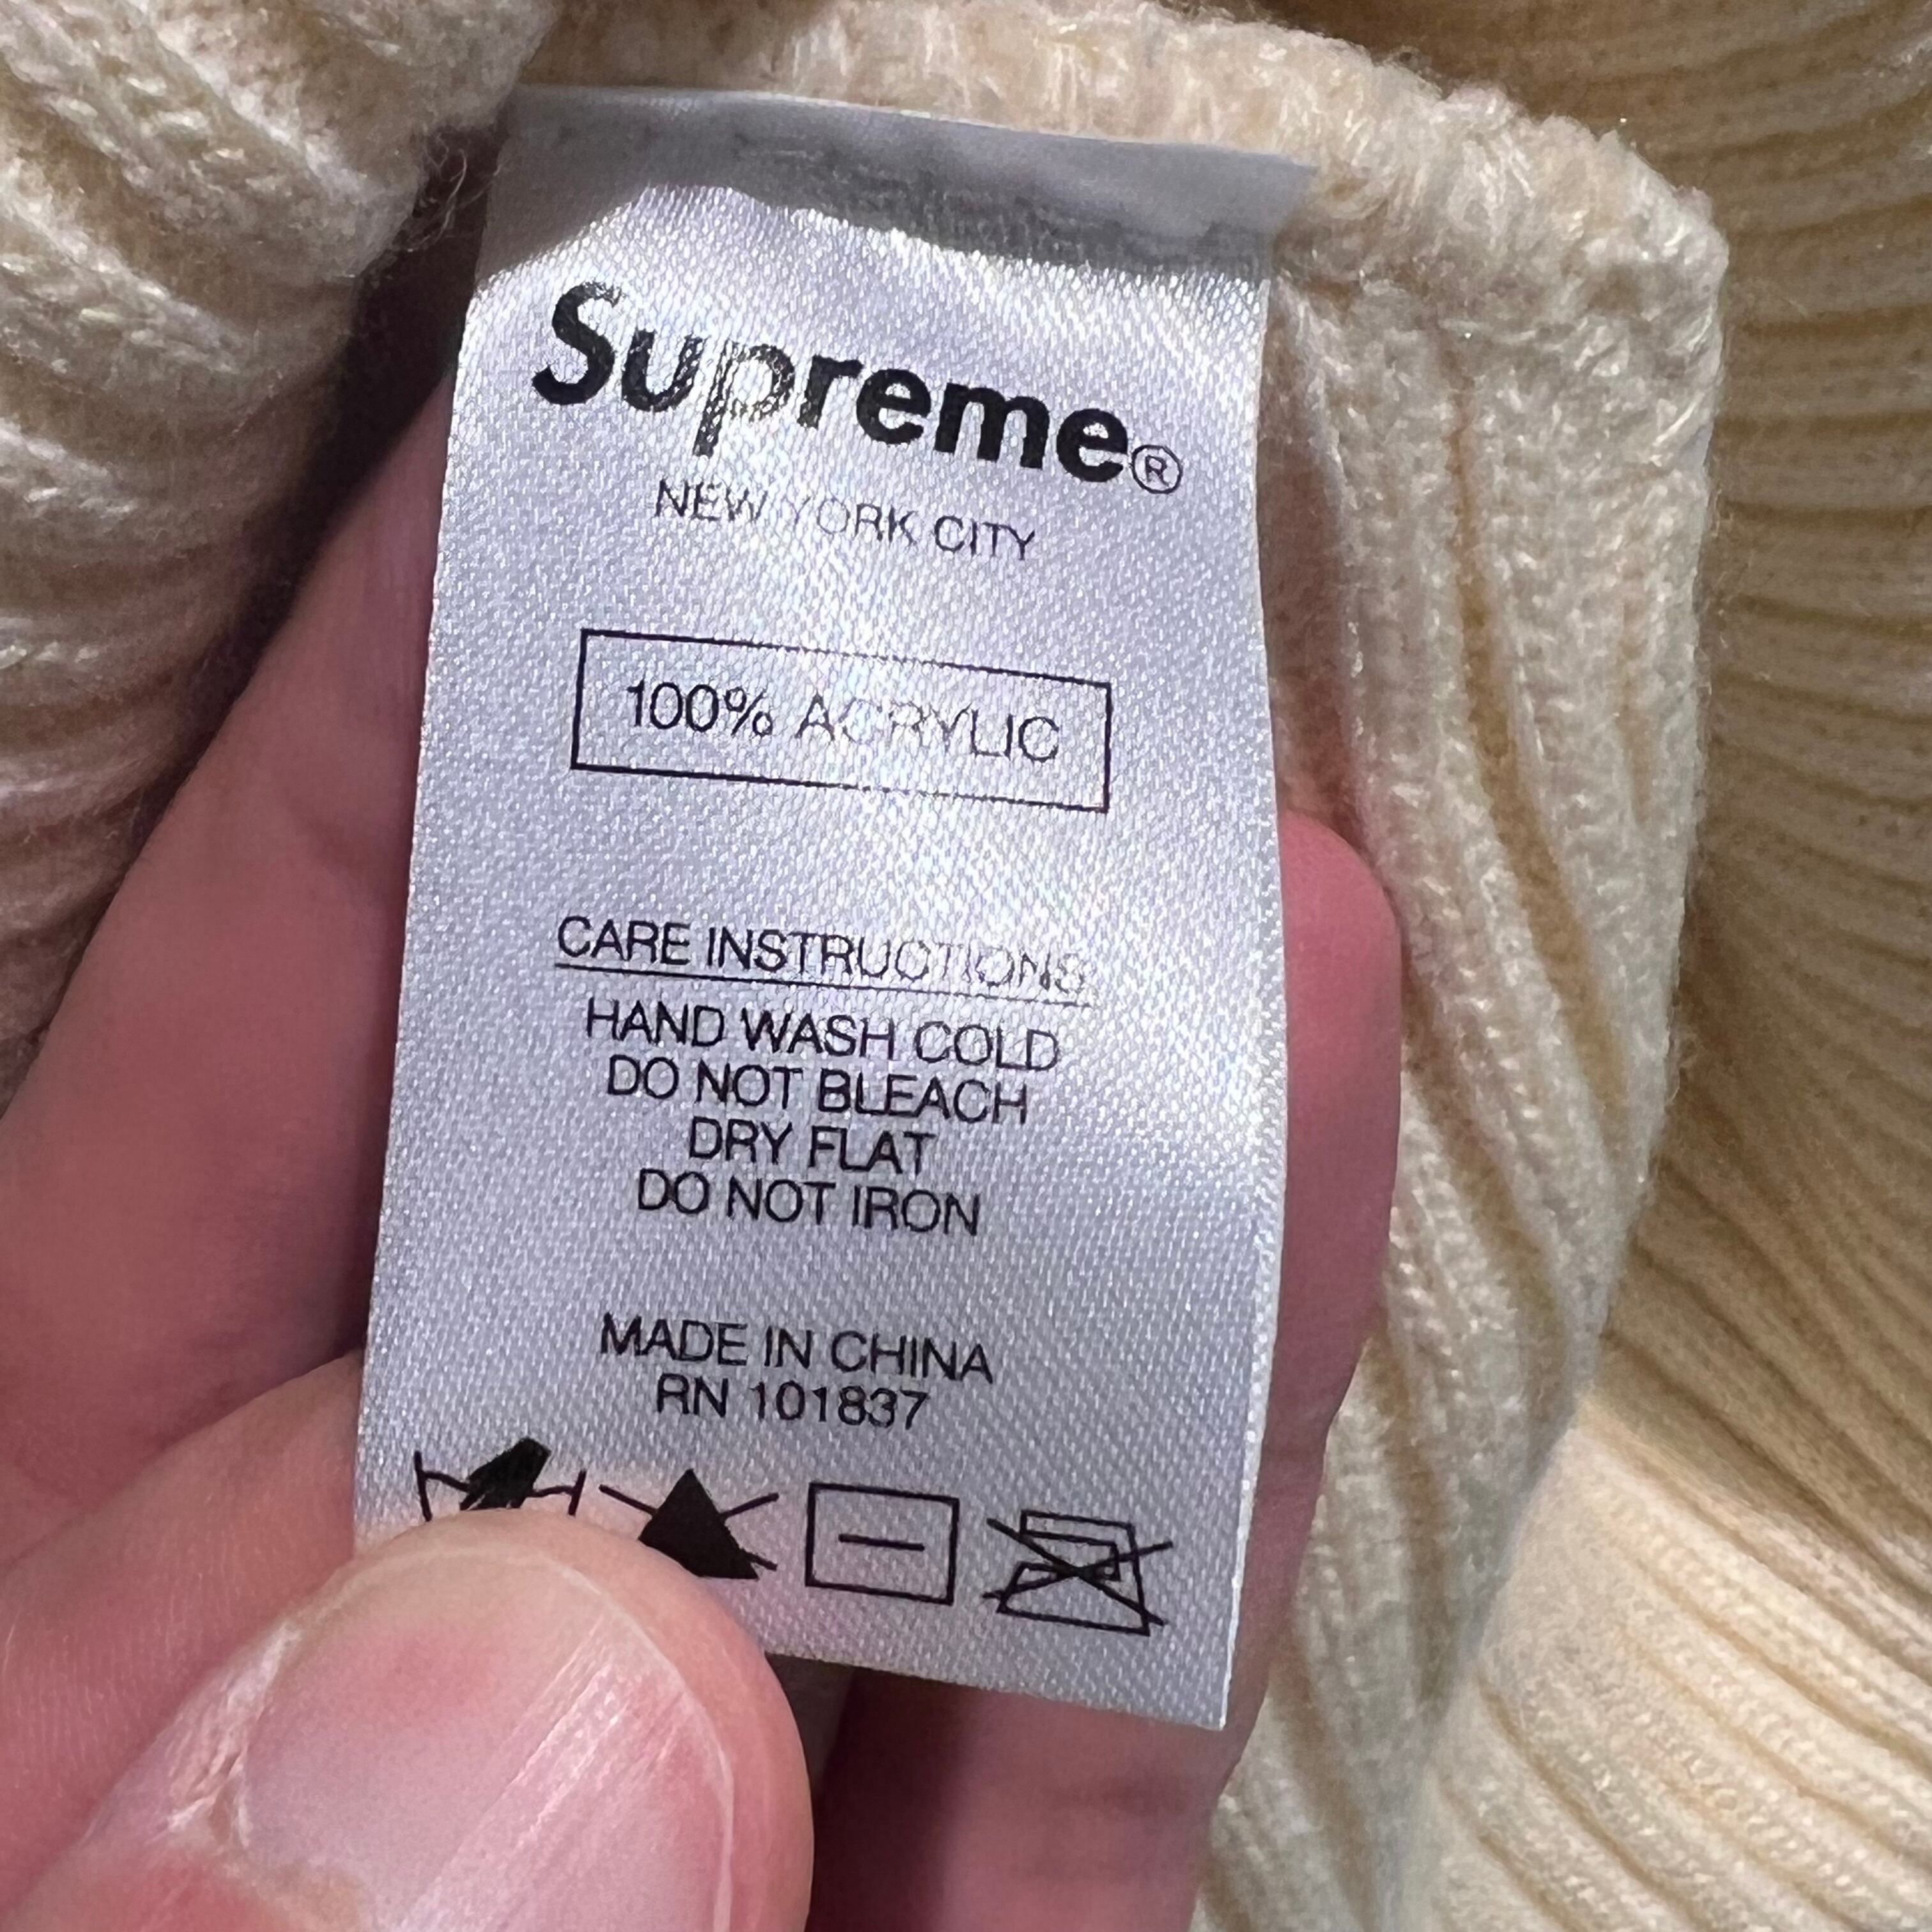 Supreme®
NEW YORK CITY
100% ACRYLIC
CARE INSTRUCTIONS
HAND WASH COLD
DO NOT BLEACH
DRY FLAT
DO NOT IRON
MADE IN CHINA
RN 101837